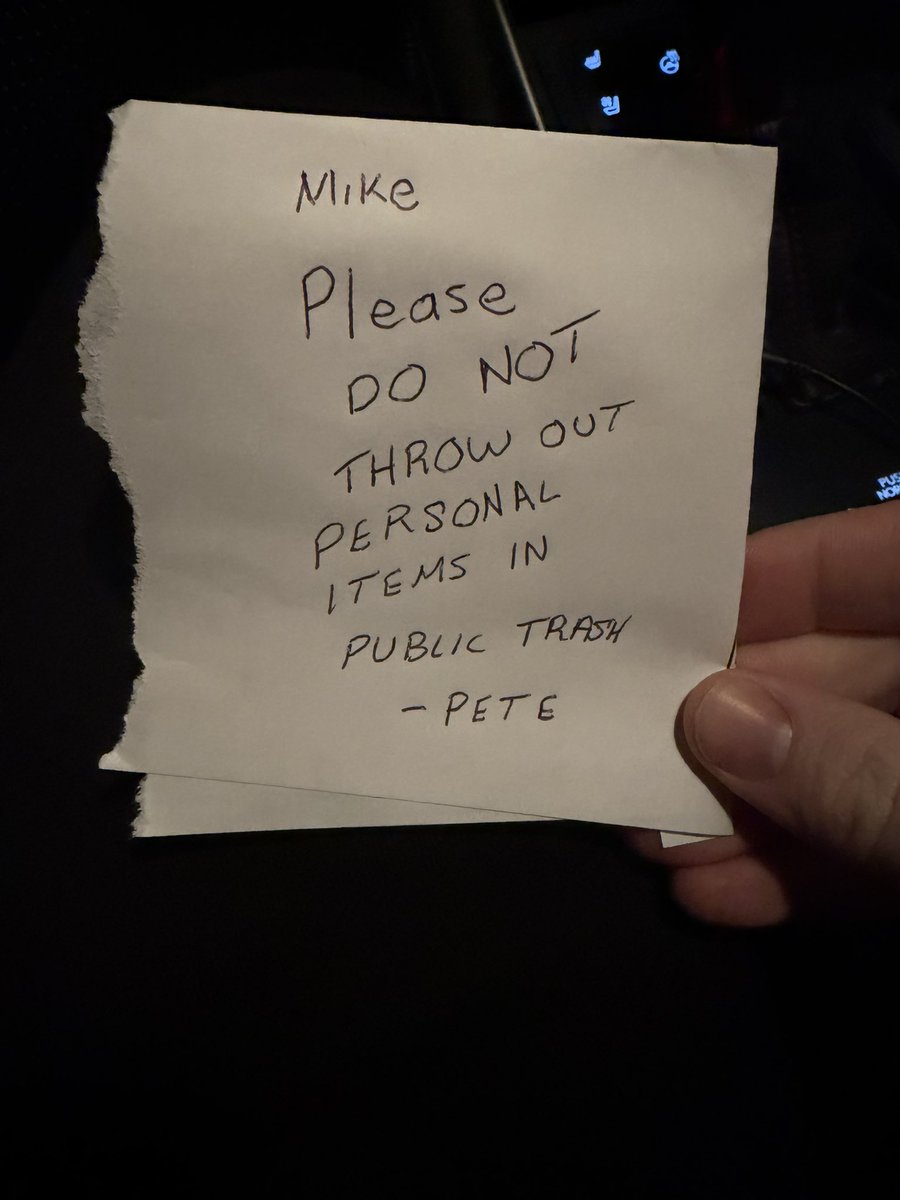 Mike
Please
DO NOT
THROW OUT
PERSONAL
ITEMS IN
PUBLIC TRASH
- PETE